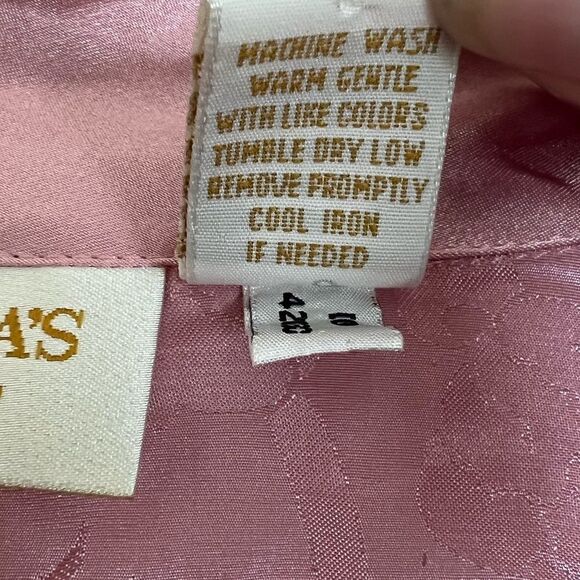 MACHINE WASH
WARM GENTLE
WITH LIKE COLORS
TUMBLE DRY LOW
REMOVE PROMPTLY
COOL IRON
IF NEEDED
A'S